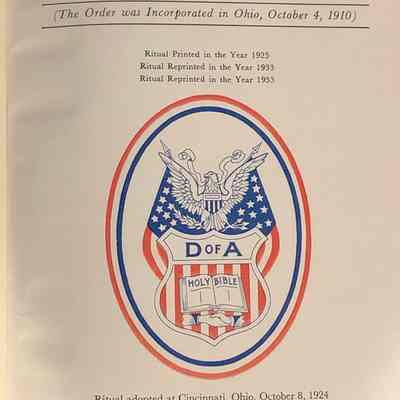 (The Order was Incorporated in Ohio, October 4, 1910)
Ritual Printed in the Year 1925
Ritual Reprinted in the Year 1933
Ritual Reprinted in the Year 1953
D OF A
HOLY BIBLE
Ritual adopted at Cincinnati, Ohio, October 8, 1924